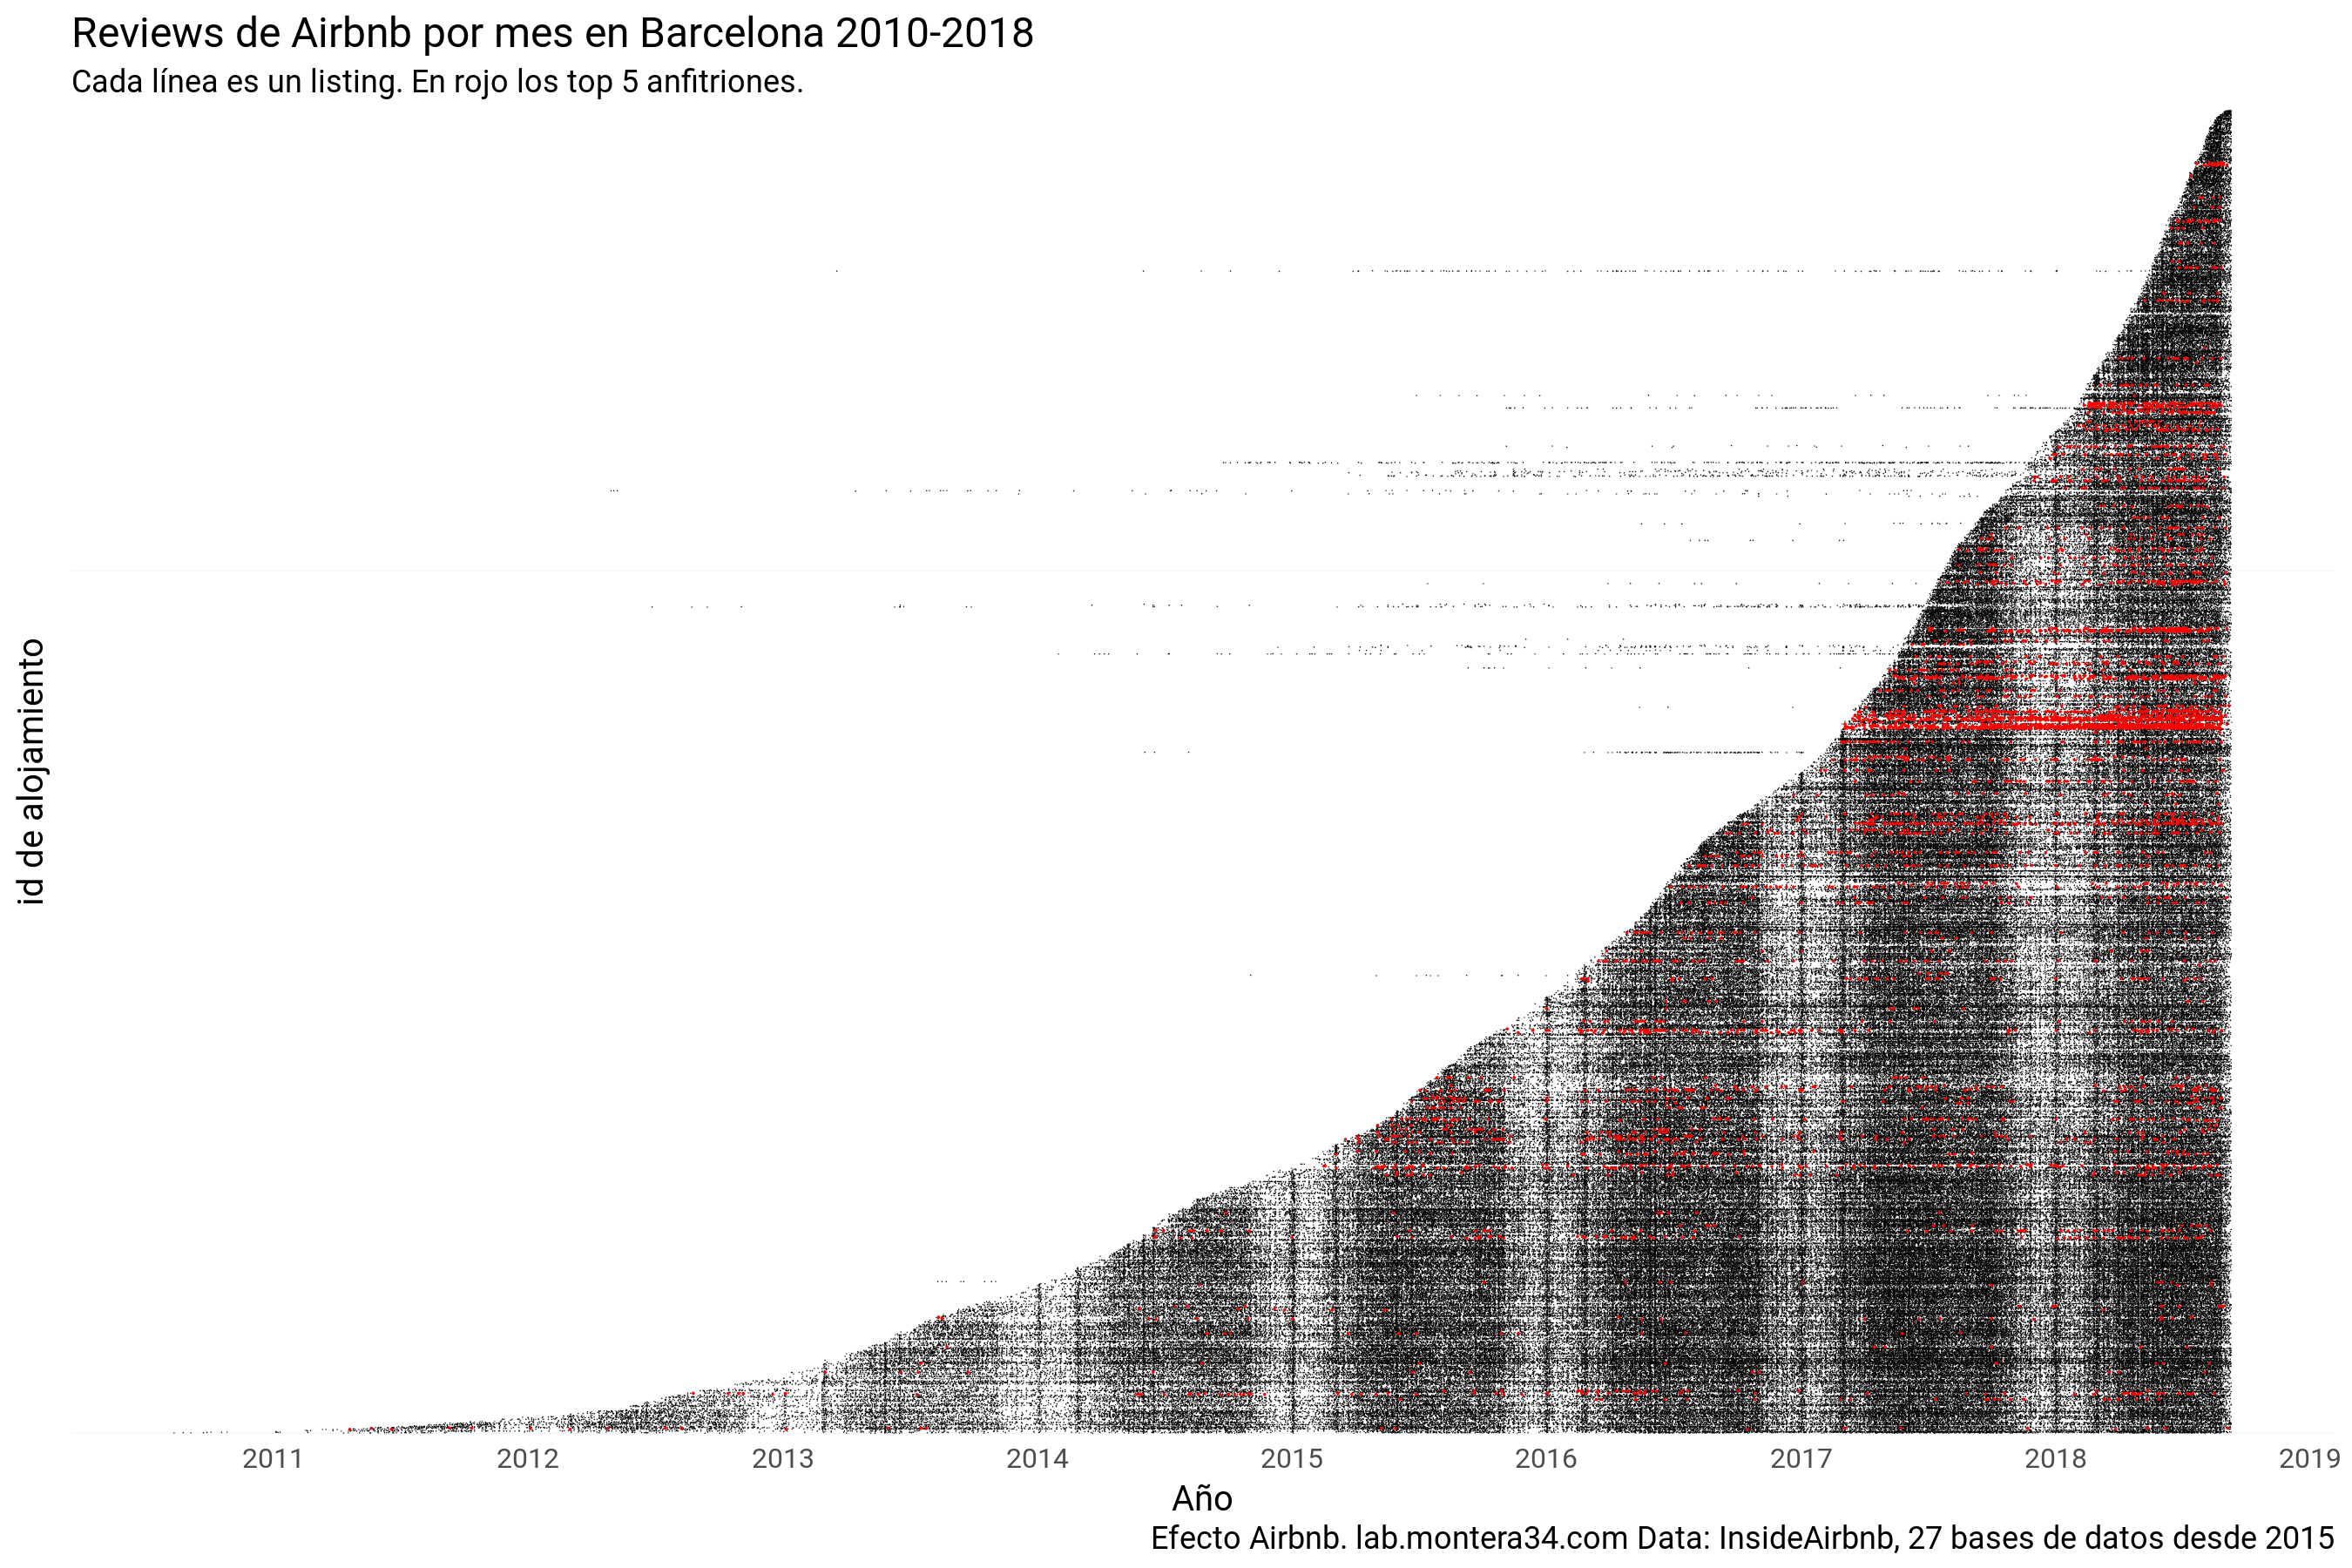 Reviews de Airbnb por mes en Barcelona 2010-2018
Cada línea es un listing. En rojo los top 5 anfitriones.
id de alojamiento
2011 2012 2013 2014 2015 2016 2017 2018 2019
Año
Efecto Airbnb. lab.montera34.com Data: InsideAirbnb, 27 bases de datos desde 2015